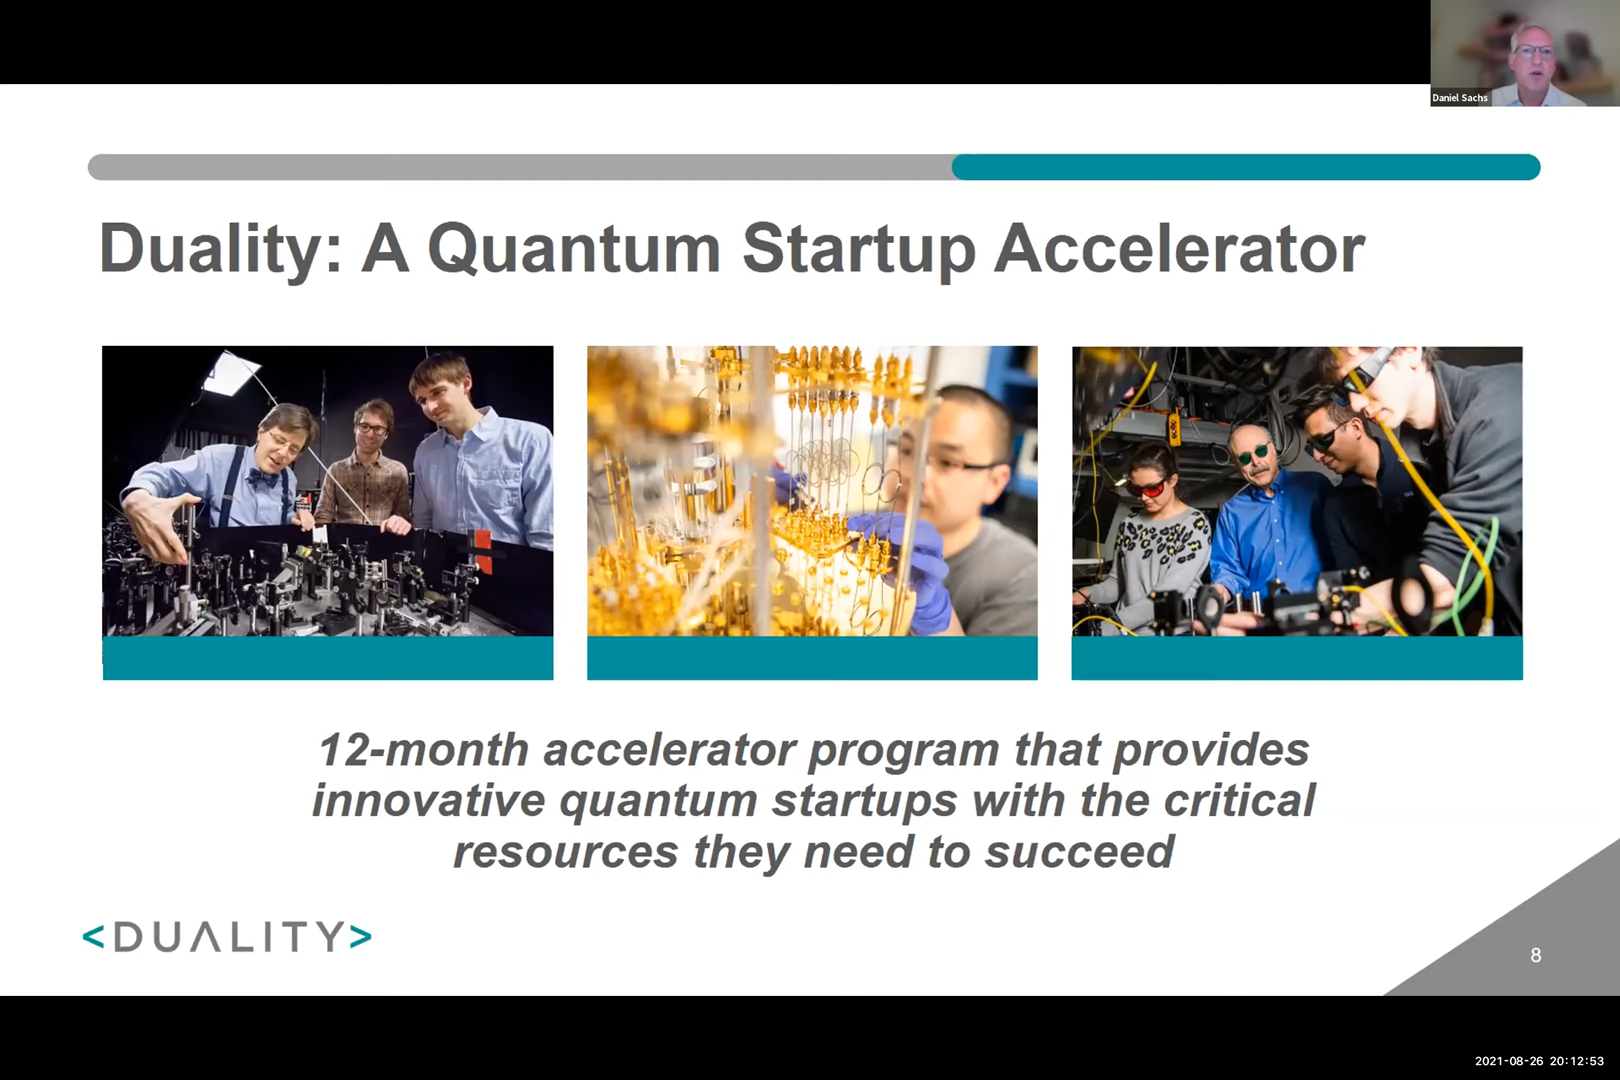 Daniel Sachs
Duality: A Quantum Startup Accelerator
12-month accelerator program that provides
innovative quantum startups with the critical
resources they need to succeed
<DUALITY>
8
2021-08-26 20:12:53